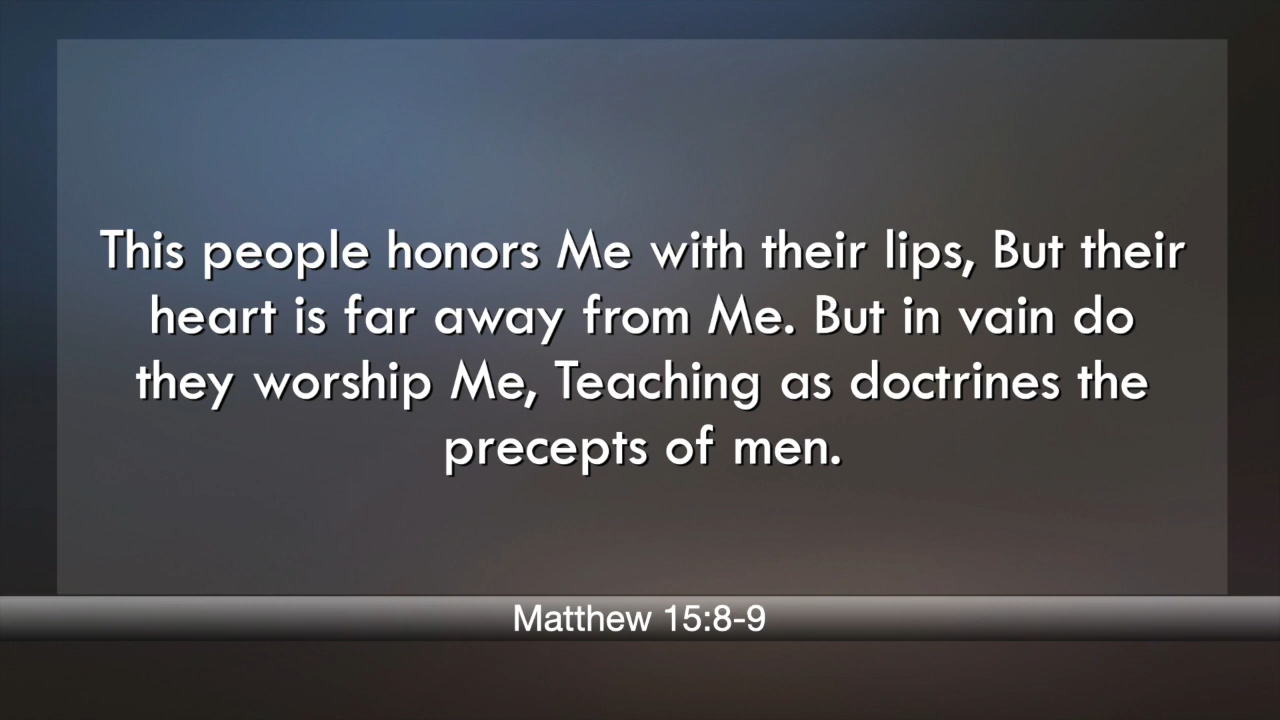 This people honors Me with their lips, But their
heart is far away from Me. But in vain do
they worship Me, Teaching as doctrines the
precepts of men.
Matthew 15:8-9